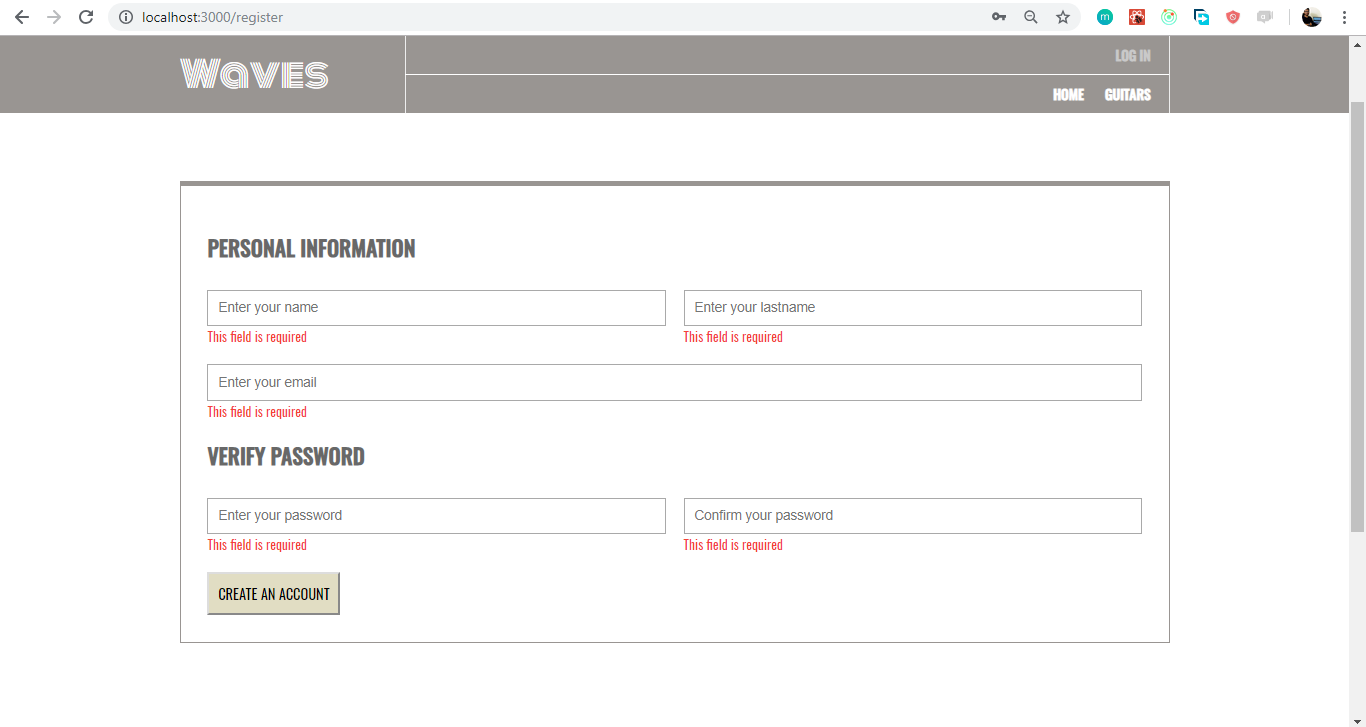 localhost:3000/register
m
Waves
LOG IN
HOME GUITARS
PERSONAL INFORMATION
Enter your name Enter your lastname
This field is required This field is required
Enter your email
This field is required
VERIFY PASSWORD
Enter your password Confirm your password
This field is required This field is required
CREATE AN ACCOUNT